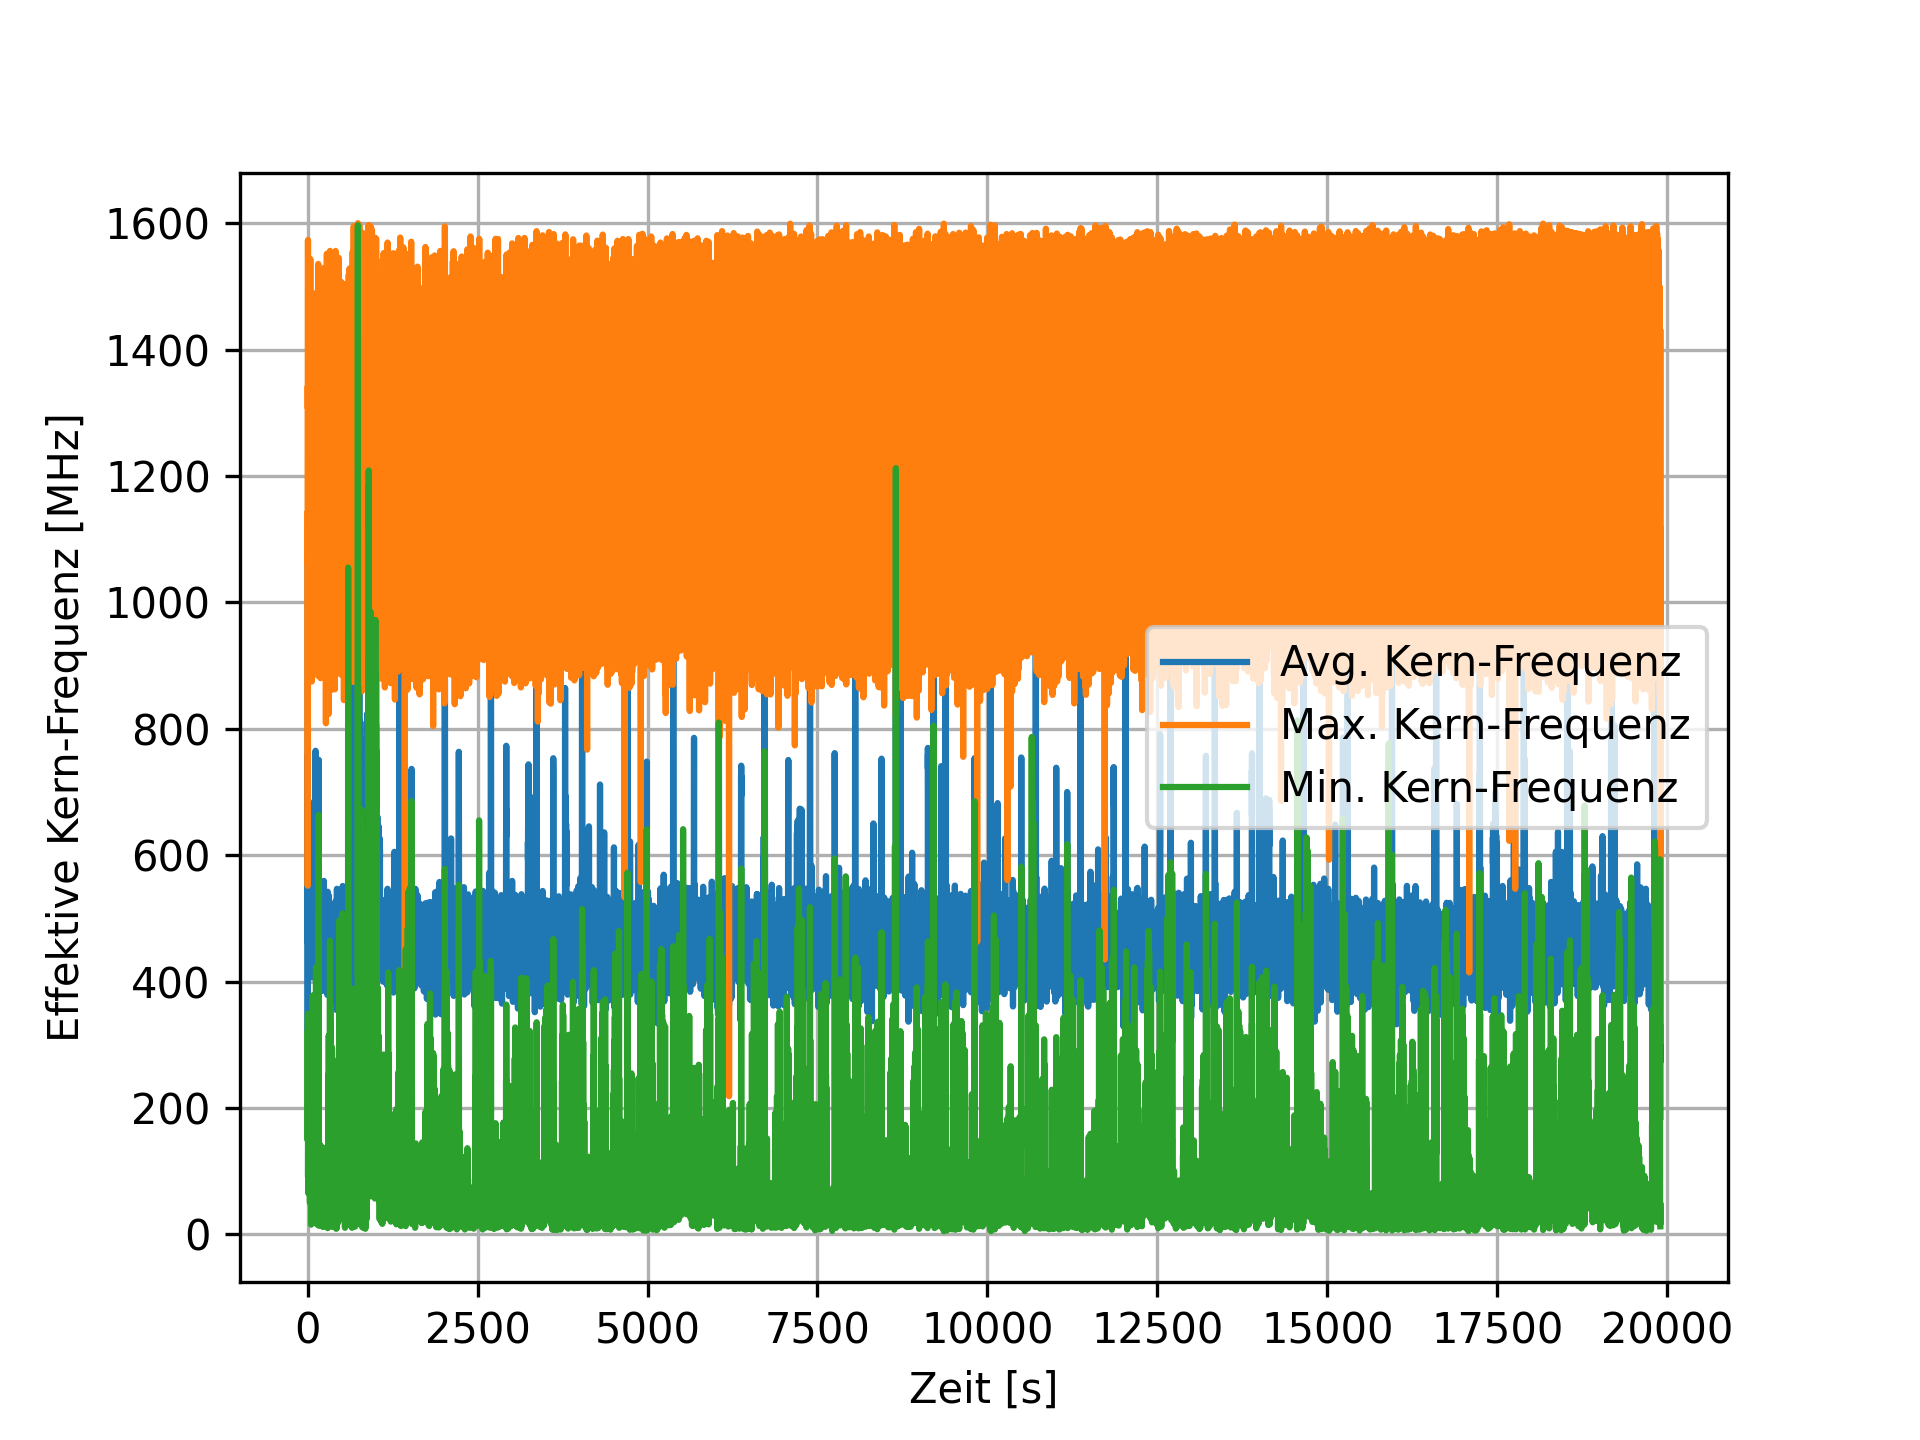 1600
1400
1200
1000
800
600
400
200
0
Effektive Kern-Frequenz [MHz]
Avg. Kern-Frequenz
Max. Kern-Frequenz
Min. Kern-Frequenz
0 2500 5000 7500 10000 12500 15000 17500 20000
Zeit [s]